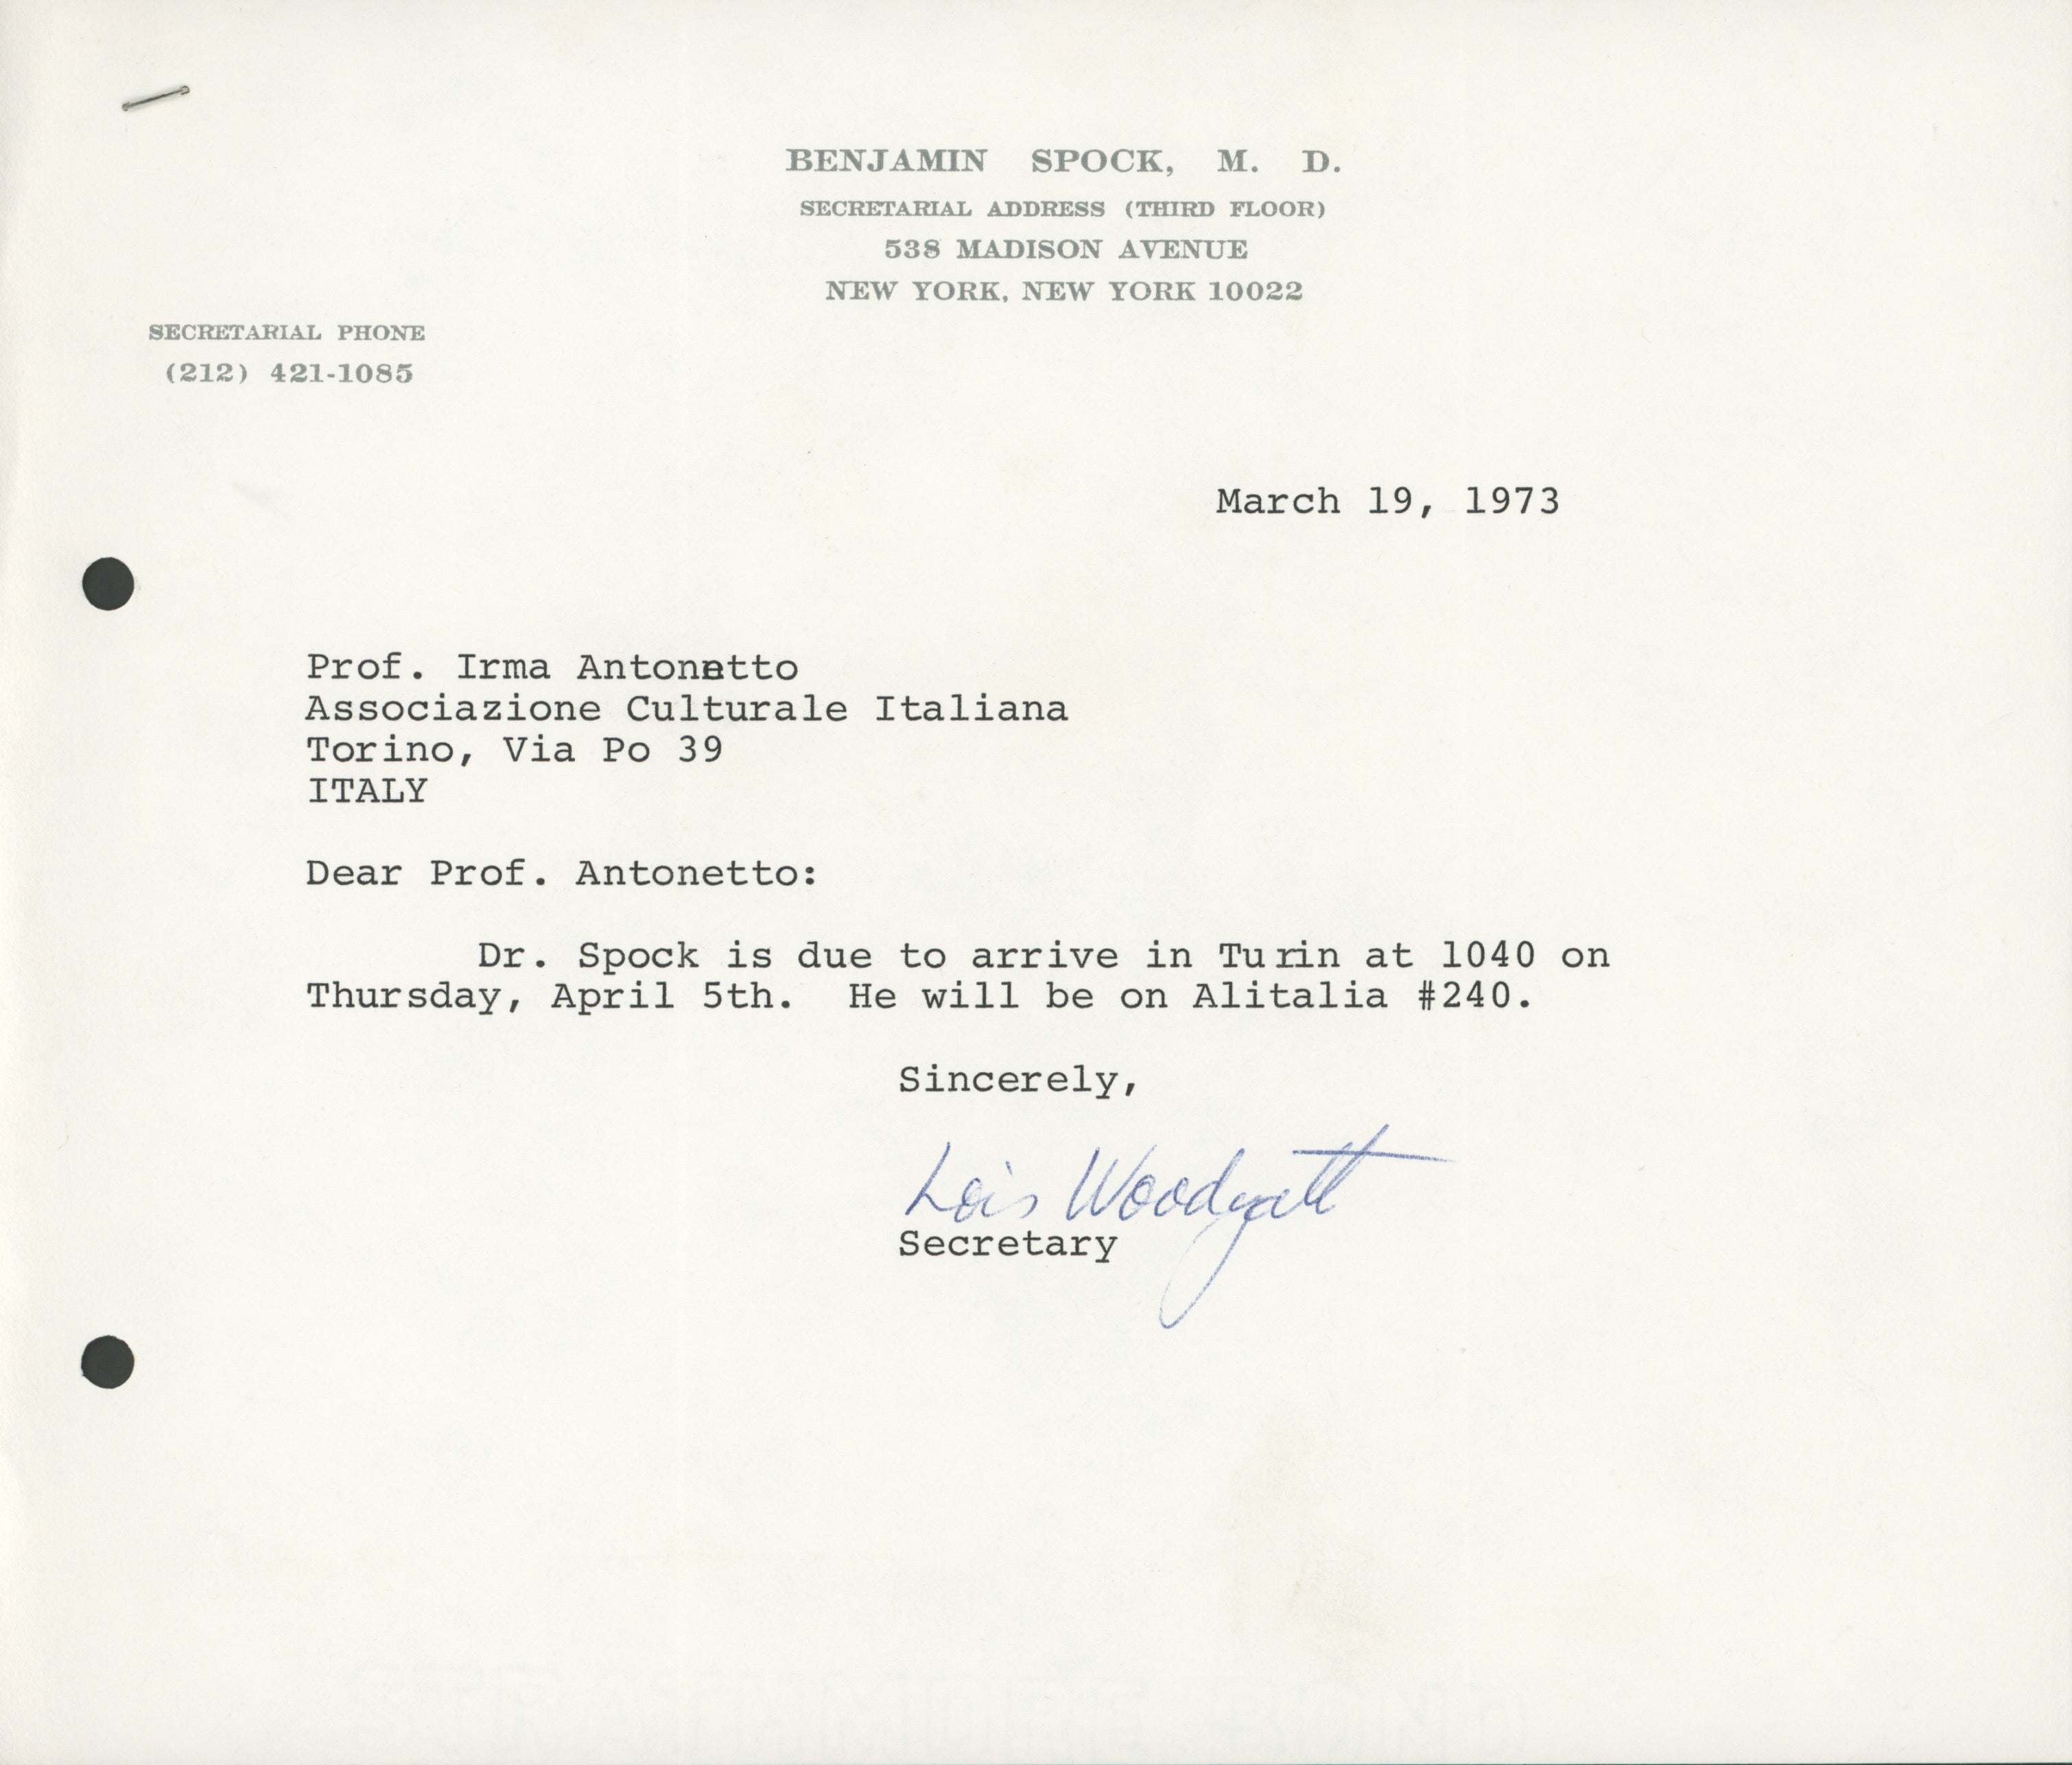 BENJAMIN SPOCK, M. D.
SECRETARIAL ADDRESS (THIRD FLOOR)
538 MADISON AVENUE
NEW YORK, NEW YORK 10022
SECRETARIAL PHONE
(212) 421-1085
March 19, 1973
Prof. Irma Antonetto
Associazione Culturale Italiana
Torino, Via Po 39
ITALY
Dear Prof. Antonetto:
Dr. Spock is due to arrive in Turin at 1040 on
Thursday, April 5th. He will be on Alitalia #240.
Sincerely,
Lois Woodyatt
Secretary